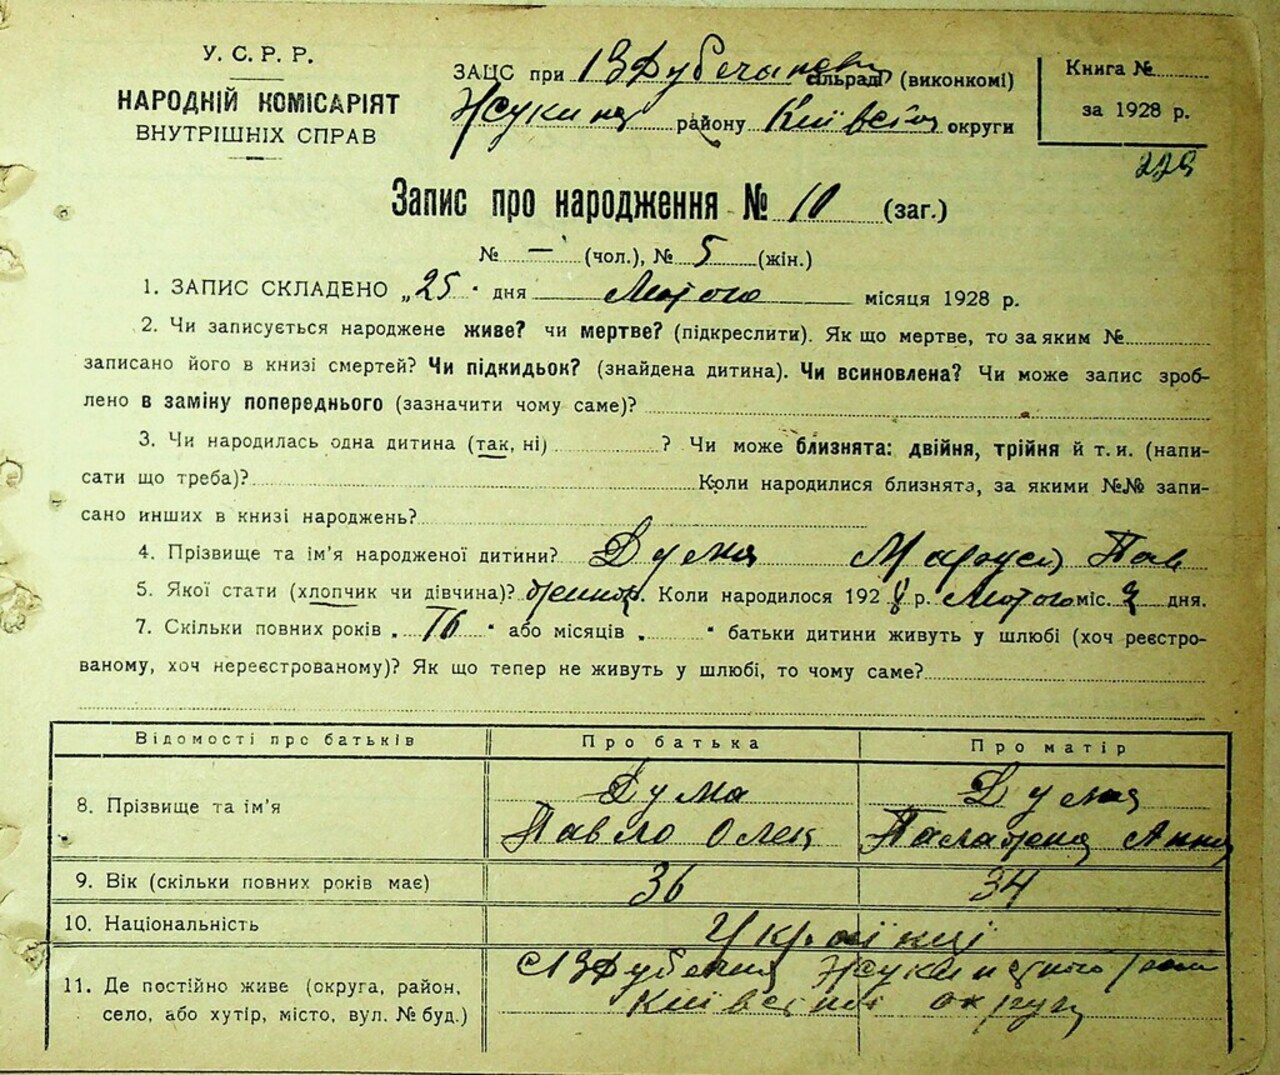 У. С. Р. Р.
НАРОДНІЙ КОМІСАРІЯТ
ВНУТРІШНІХ СПРАВ
ЗАЦС при сільраді (виконкомі)
району округи
Книга №
за 1928 р.
Запис про народження № 10 (заг.)
№ — (чол.), № 5 (жін.)
1. ЗАПИС СКЛАДЕНО „25“ дня Лютого місяця 1928 р.
2. Чи записується народжене живе? чи мертве? (підкреслити). Як що мертве, то за яким №
записано його в книзі смертей? Чи підкидьок? (знайдена дитина). Чи всиновлена? Чи може запис зроб-
лено в заміну попереднього (зазначити чому саме)?
3. Чи народилась одна дитина (так, ні) ? Чи може близнята: двійня, трійня й т. и. (напи-
сати що треба)? Коли народилися близнята, за якими №№ запи-
сано инших в книзі народжень?
4. Прізвище та ім'я народженої дитини? Дума Маруся Пав
5. Якої стати (хлопчик чи дівчина)? Коли народилося 1928 р. Лютого міс. дня.
7. Скільки повних років „ 16 “ або місяців „ “ батьки дитини живуть у шлюбі (хоч реєстро-
ваному, хоч нереєстрованому)? Як що тепер не живуть у шлюбі, то чому саме?
Відомості про батьків Про батька Про матір
8. Прізвище та ім'я Дума Дума
Павло Олек
9. Вік (скільки повних років має) 36 34
10. Національність Українці
11. Де постійно живе (округа, район,
село, або хутір, місто, вул. № буд.)